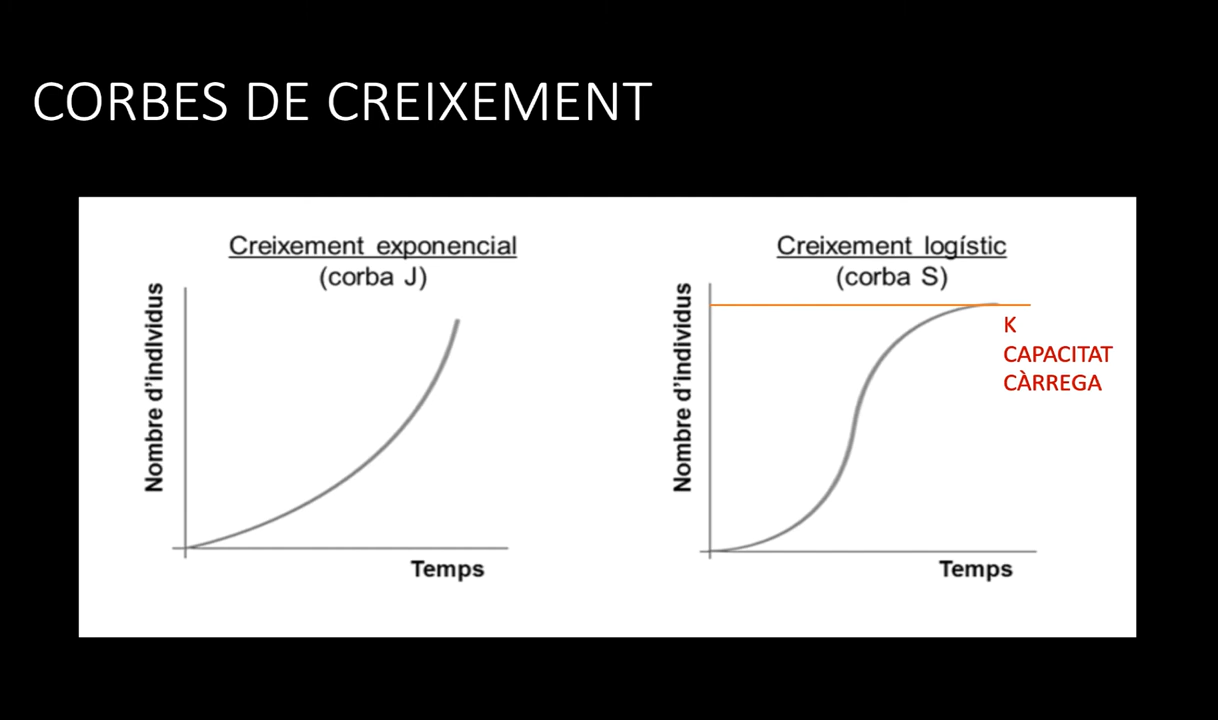 CORBES DE CREIXEMENT
Creixement exponencial
(corba J)
Nombre d'individus
Temps
Creixement logístic
(corba S)
Nombre d'individus
K
CAPACITAT
CÀRREGA
Temps